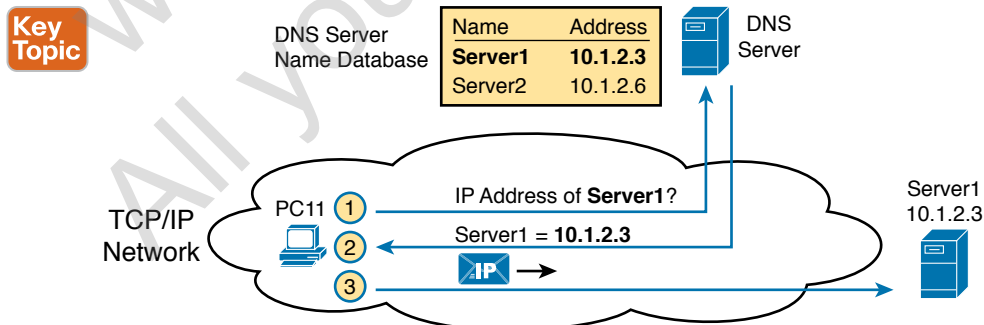 Key
Topic
DNS Server
Name Database
Name Address
Server1 10.1.2.3
Server2 10.1.2.6
DNS
Server
TCP/IP
Network
PC11
1 IP Address of Server1?
2 Server1 = 10.1.2.3
IP
3
Server1
10.1.2.3
All you